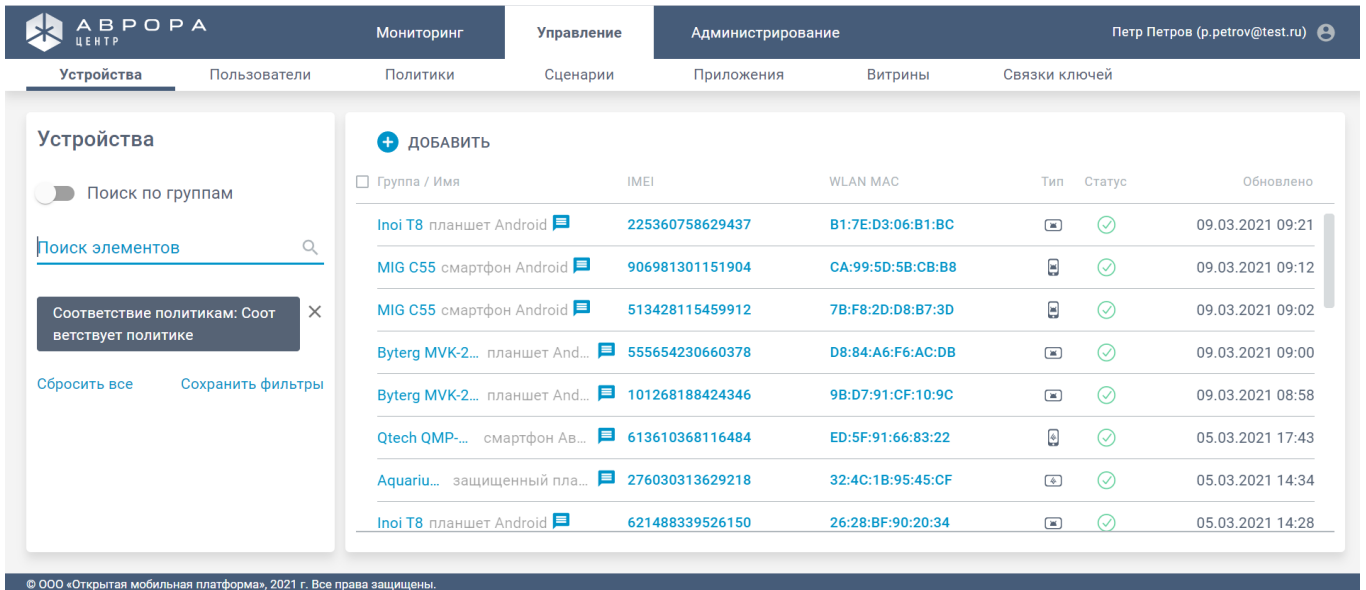 АВРОРА
ЦЕНТР
Мониторинг Управление Администрирование Петр Петров (p.petrov@test.ru)
Устройства Пользователи Политики Сценарии Приложения Витрины Связки ключей
Устройства
Поиск по группам
Поиск элементов
Соответствие политикам: Соот
ветствует политике
Сбросить все Сохранить фильтры
ДОБАВИТЬ
Группа / Имя IMEI WLAN MAC Тип Статус Обновлено
Inoi T8 планшет Android 225360758629437 B1:7E:D3:06:B1:BC 09.03.2021 09:21
MIG C55 смартфон Android 906981301151904 CA:99:5D:5B:CB:B8 09.03.2021 09:12
MIG C55 смартфон Android 513428115459912 7B:F8:2D:D8:B7:3D 09.03.2021 09:02
Byterg MVK-2... планшет And... 555654230660378 D8:84:A6:F6:AC:DB 09.03.2021 09:00
Byterg MVK-2... планшет And... 101268188424346 9B:D7:91:CF:10:9C 09.03.2021 08:58
Qtech QMP-... смартфон Ав... 613610368116484 ED:5F:91:66:83:22 05.03.2021 17:43
Aquariu... защищенный пла... 276030313629218 32:4C:1B:95:45:CF 05.03.2021 14:34
Inoi T8 планшет Android 621488339526150 26:28:BF:90:20:34 05.03.2021 14:28
© ООО «Открытая мобильная платформа», 2021 г. Все права защищены.